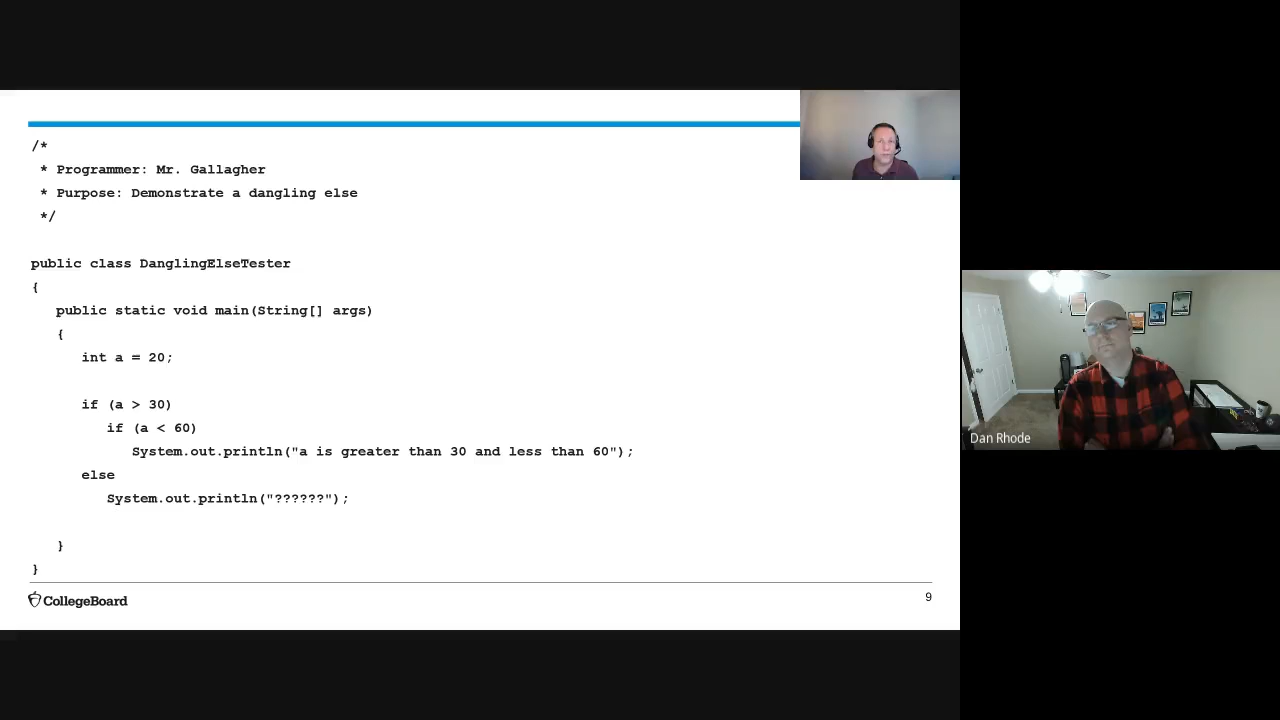 /*
 * Programmer: Mr. Gallagher
 * Purpose: Demonstrate a dangling else
 */
public class DanglingElseTester
{
   public static void main(String[] args)
   {
      int a = 20;
      if (a > 30)
         if (a < 60)
            System.out.println("a is greater than 30 and less than 60");
      else
         System.out.println("??????");
   }
}
CollegeBoard
9
Dan Rhode